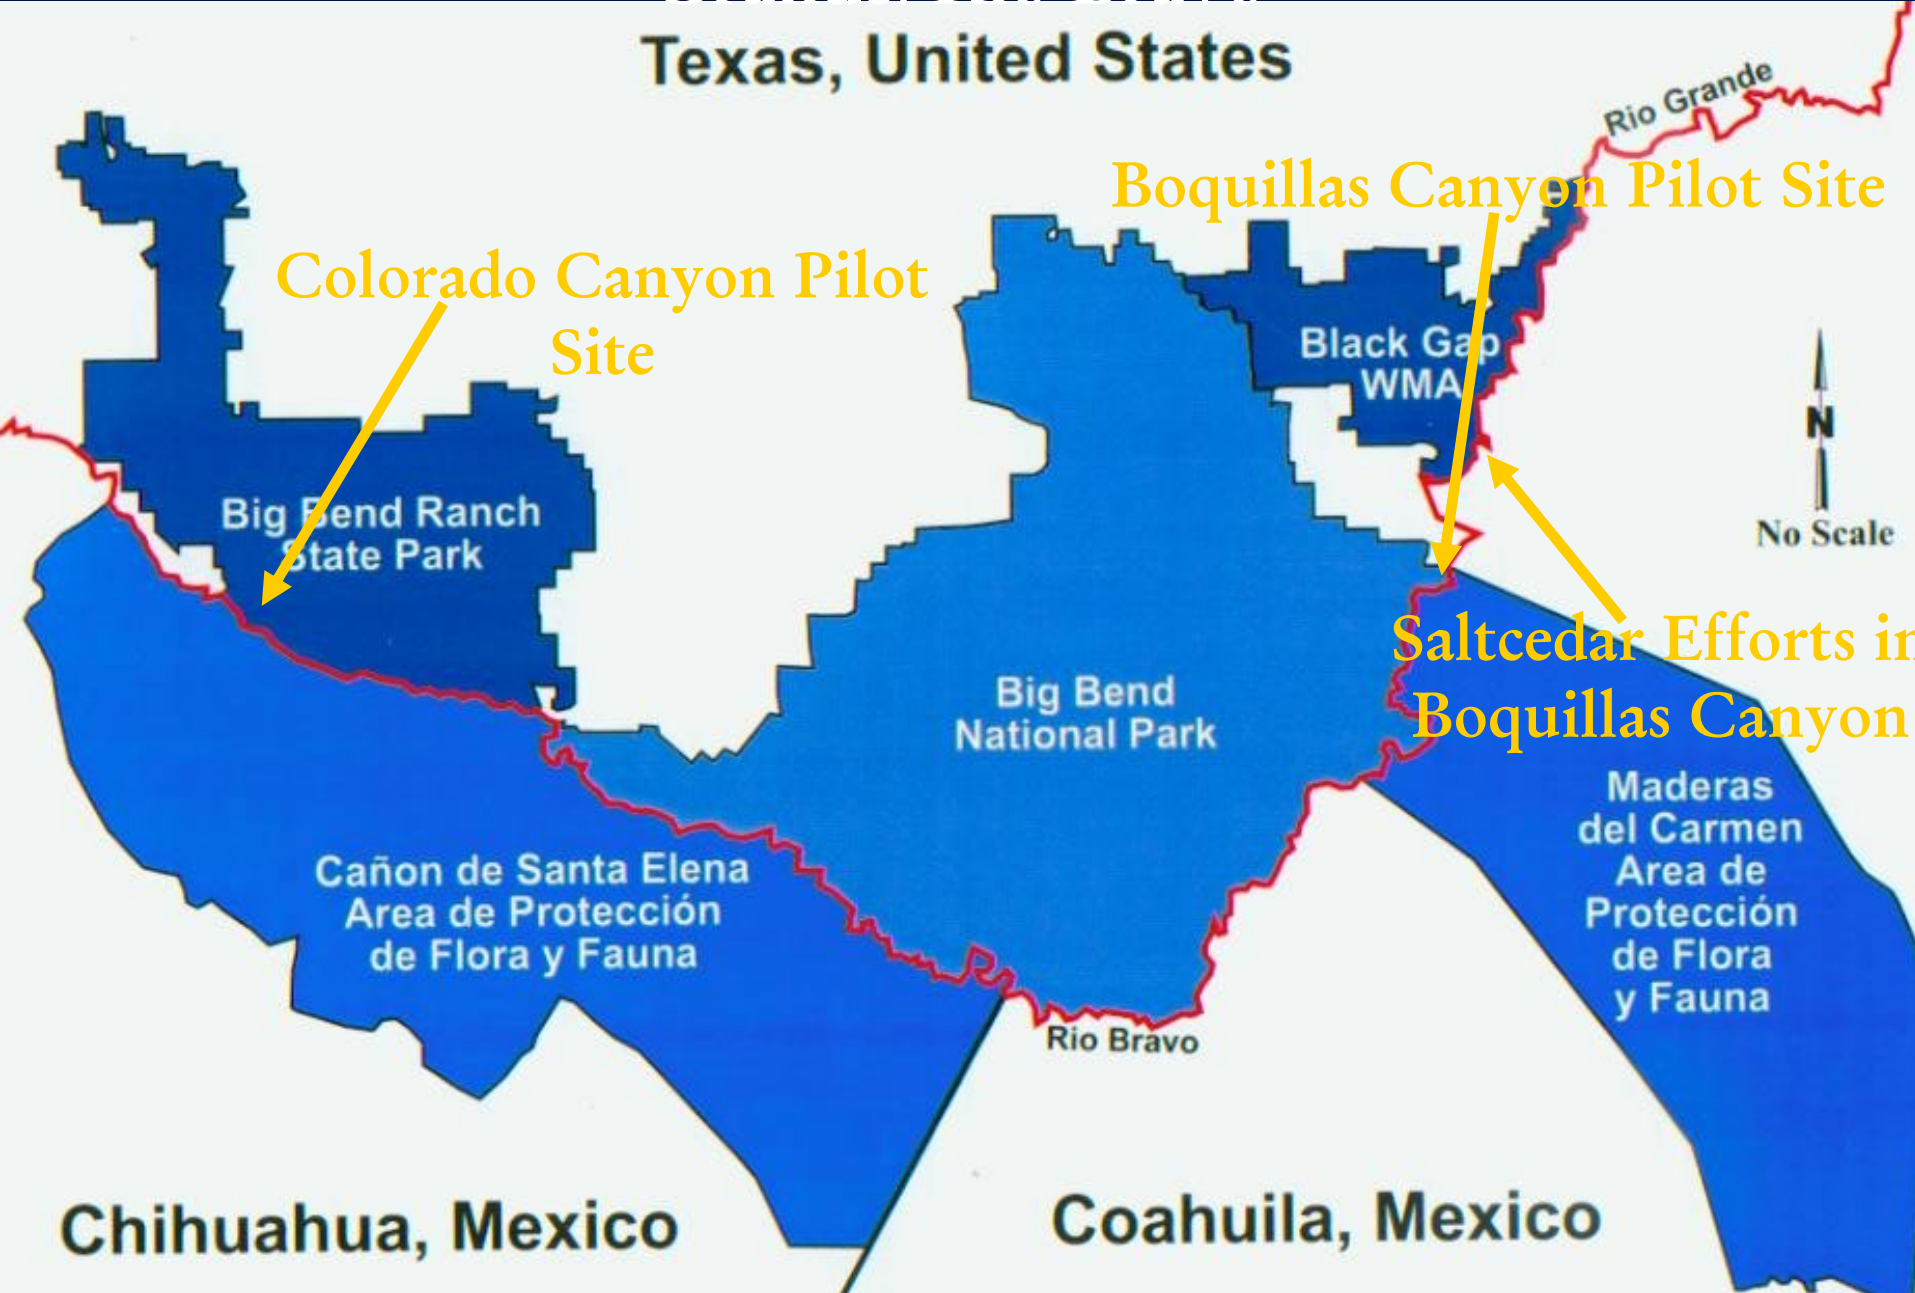 Texas, United States
Rio Grande
Boquillas Canyon Pilot Site
Colorado Canyon Pilot
Site
Black Gap
WMA
N
No Scale
Big Bend Ranch
State Park
Saltcedar Efforts in
Boquillas Canyon
Big Bend
National Park
Maderas
del Carmen
Area de
Protección
de Flora
y Fauna
Cañon de Santa Elena
Area de Protección
de Flora y Fauna
Rio Bravo
Chihuahua, Mexico
Coahuila, Mexico